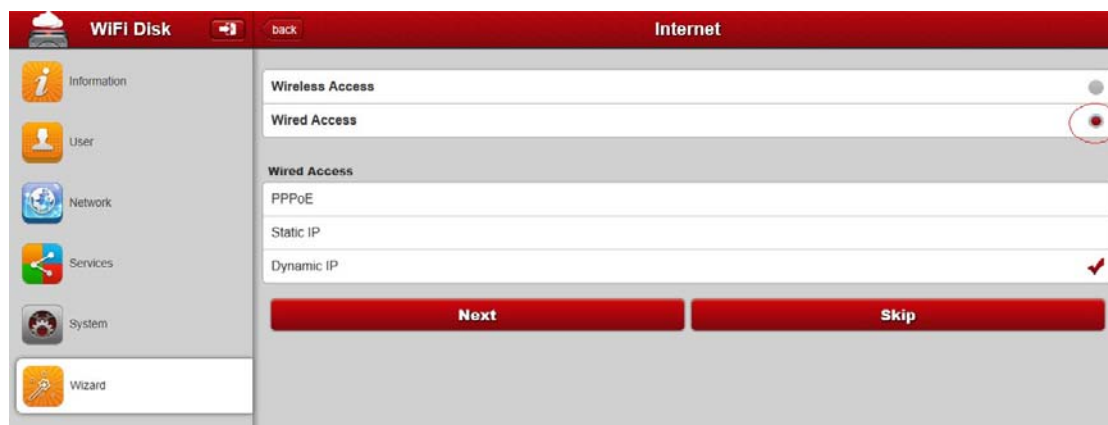 WiFi Disk
back
Internet
Information
User
Network
Services
System
Wizard
Wireless Access
Wired Access
Wired Access
PPPoE
Static IP
Dynamic IP
Next
Skip